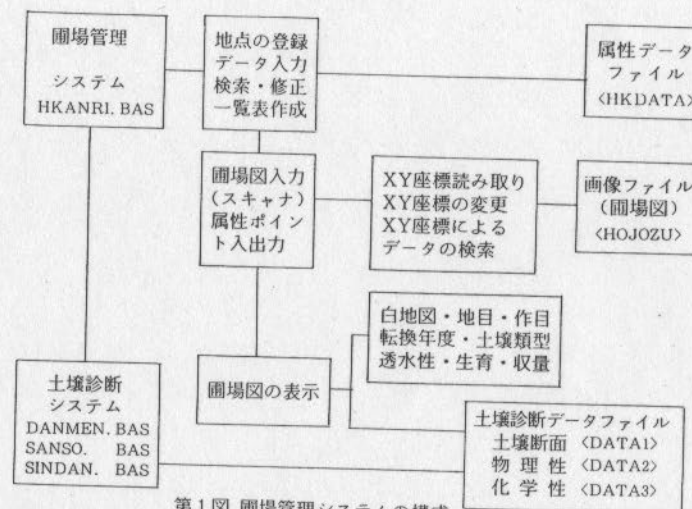 圃場管理
システム
HKANRI. BAS
地点の登録
データ入力
検索・修正
一覧表作成
属性データ
ファイル
<HKDATA>
圃場図入力
(スキャナ)
属性ポイン
ト入出力
XY座標読み取り
XY座標の変更
XY座標による
データの検索
画像ファイル
(圃場図)
<HOJOZU>
白地図・地目・作目
転換年度・土壌類型
透水性・生育・収量
圃場図の表示
土壌診断
システム
DANMEN. BAS
SANSO. BAS
SINDAN. BAS
土壌診断データファイル
土壌断面 <DATA1>
物理性 <DATA2>
化学性 <DATA3>
第1図 圃場管理システムの構成